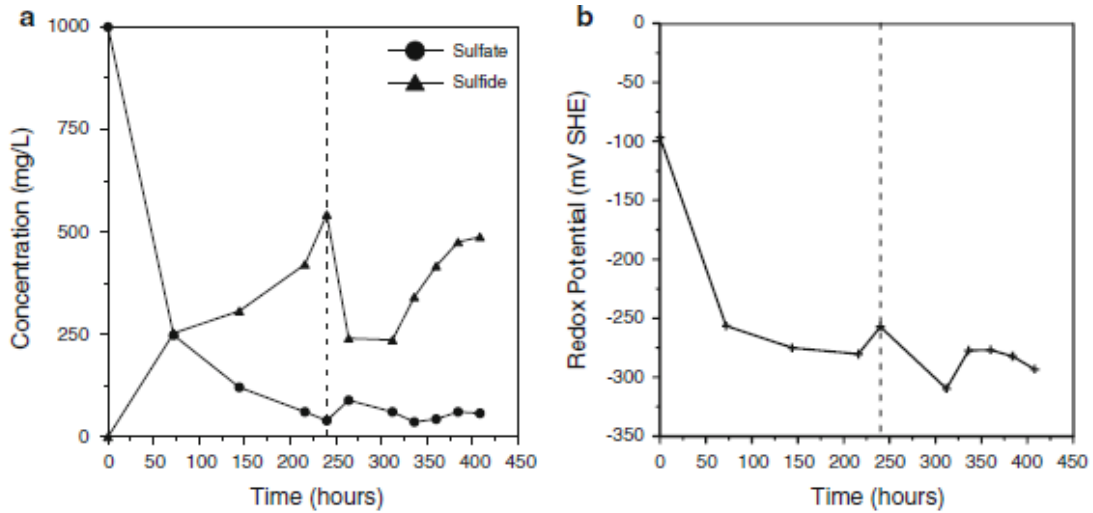 a
1000
750
500
250
0
Concentration (mg/L)
Sulfate
Sulfide
0 50 100 150 200 250 300 350 400 450
Time (hours)
b
0
-50
-100
-150
-200
-250
-300
-350
Redox Potential (mV SHE)
0 50 100 150 200 250 300 350 400 450
Time (hours)